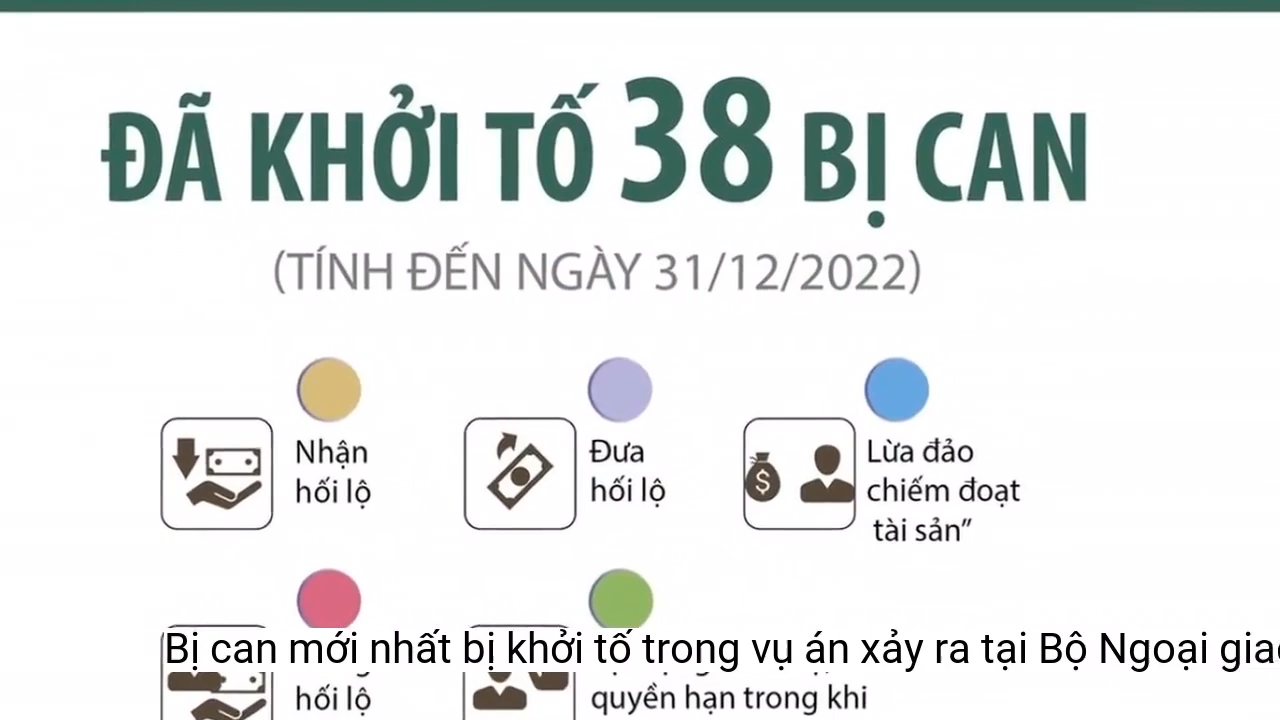 ĐÃ KHỞI TỐ 38 BỊ CAN
(TÍNH ĐẾN NGÀY 31/12/2022)
Nhận
hối lộ
Đưa
hối lộ
Lừa đảo
chiếm đoạt
tài sản”
Bị can mới nhất bị khởi tố trong vụ án xảy ra tại Bộ Ngoại
hối lộ
quyền hạn trong khi